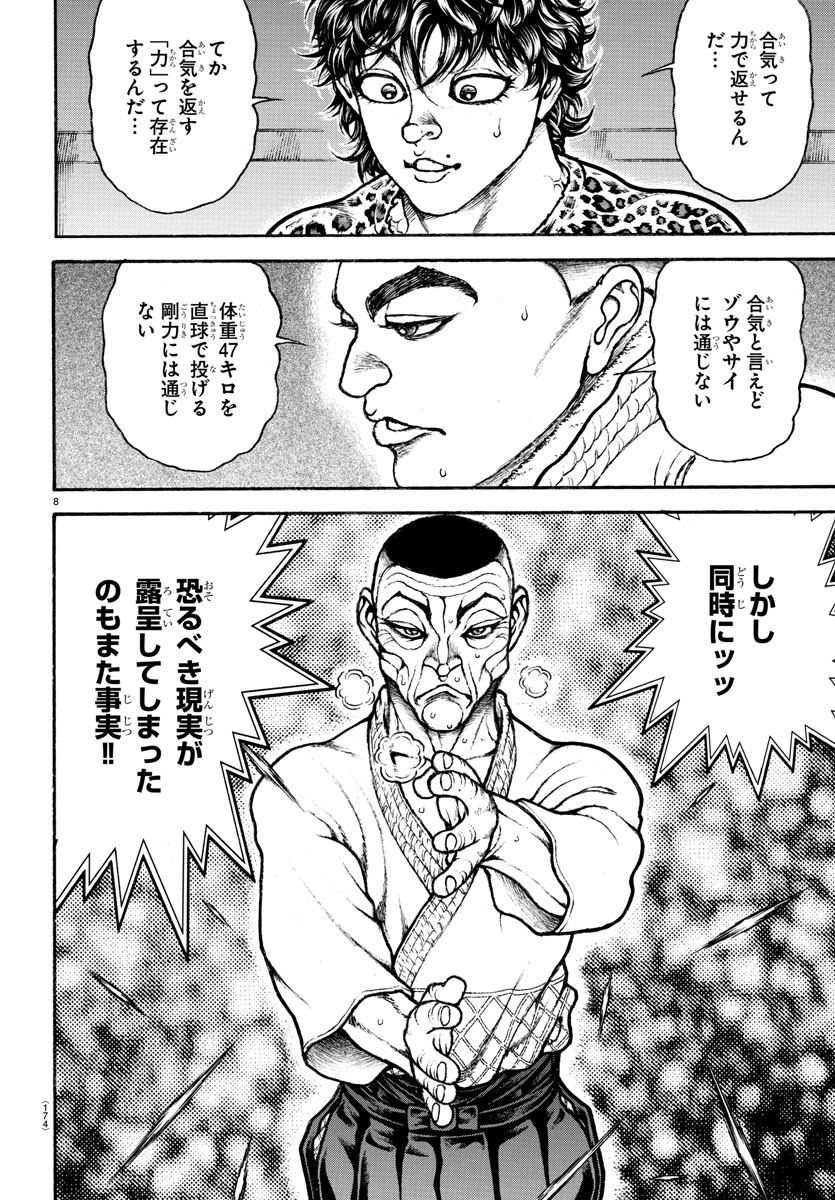 合気って
力で返せるん
だ…
てか
合気を返す
「力」って存在
するんだ…
合気と言えど
ゾウやサイ
には通じない
体重47キロを
直球で投げる
剛力には通じ
ない
8
しかし
同時にッッ
恐るべき現実が
露呈してしまった
のもまた事実!!
(174)